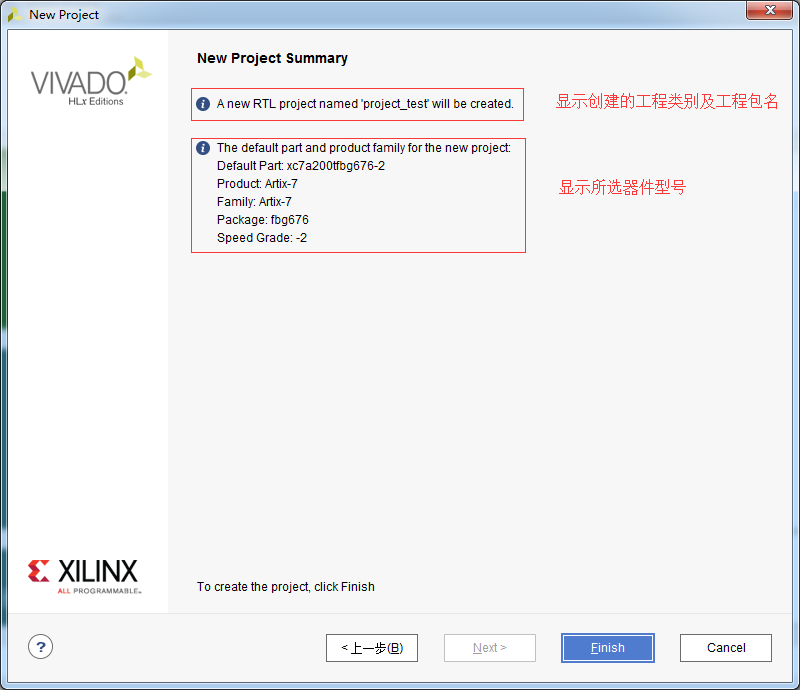 New Project
VIVADO.
HLx Editions
New Project Summary
A new RTL project named 'project_test' will be created.
显示创建的工程类别及工程包名
The default part and product family for the new project:
Default Part: xc7a200tfbg676-2
Product: Artix-7
Family: Artix-7
Package: fbg676
Speed Grade: -2
显示所选器件型号
XILINX
ALL PROGRAMMABLE™
To create the project, click Finish
?
< 上一步(B)
Next >
Finish
Cancel